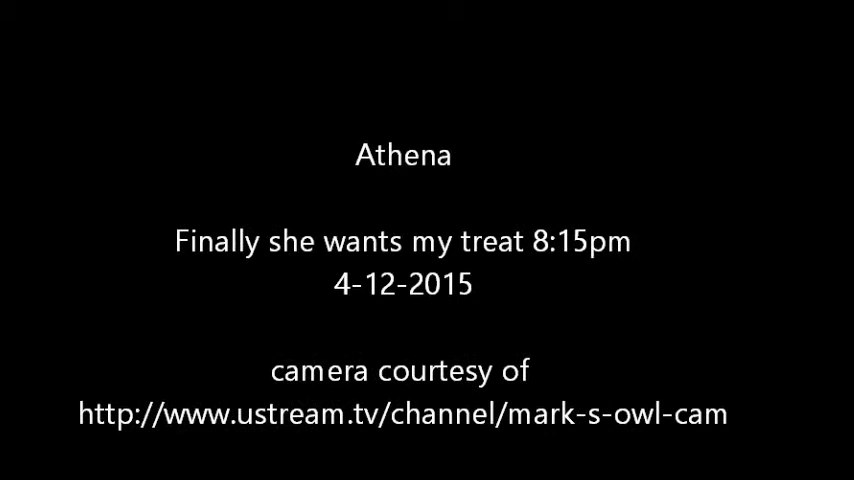 Athena
Finally she wants my treat 8:15pm
4-12-2015
camera courtesy of
http://www.ustream.tv/channel/mark-s-owl-cam